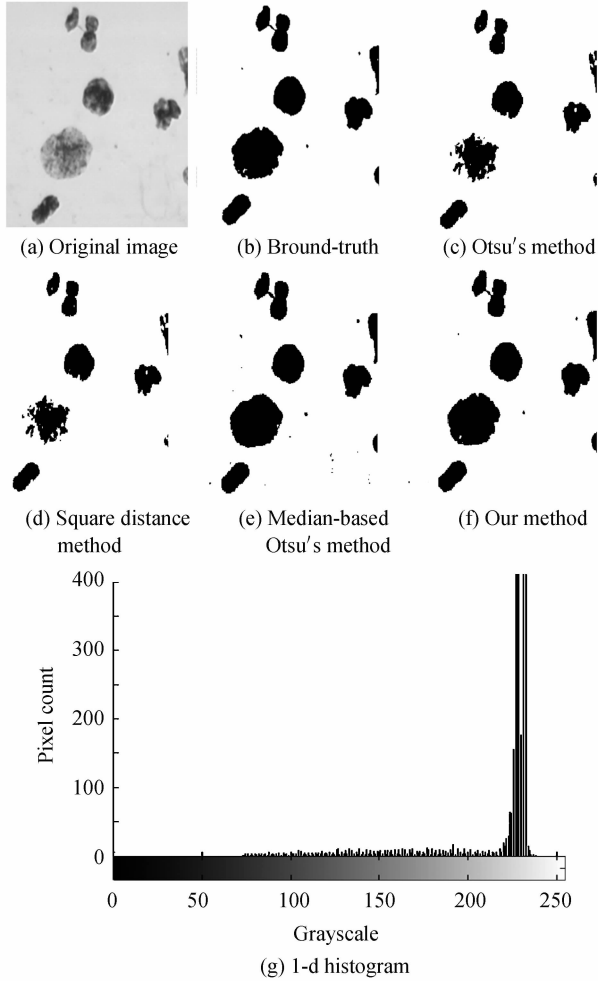 (a) Original image
(b) Bround-truth
(c) Otsu′s method
(d) Square distance
method
(e) Median-based
Otsu′s method
(f) Our method
400
300
200
100
0
Pixel count
0 50 100 150 200 250
Grayscale
(g) 1-d histogram